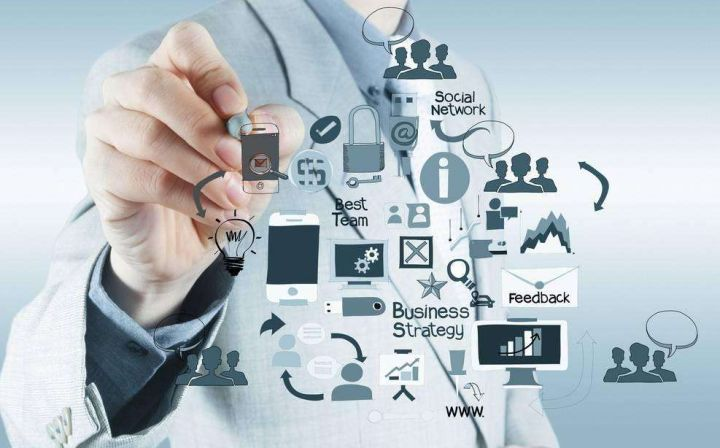 Social
Network
@
$
i
Best
Team
Feedback
Business
Strategy
WWW.